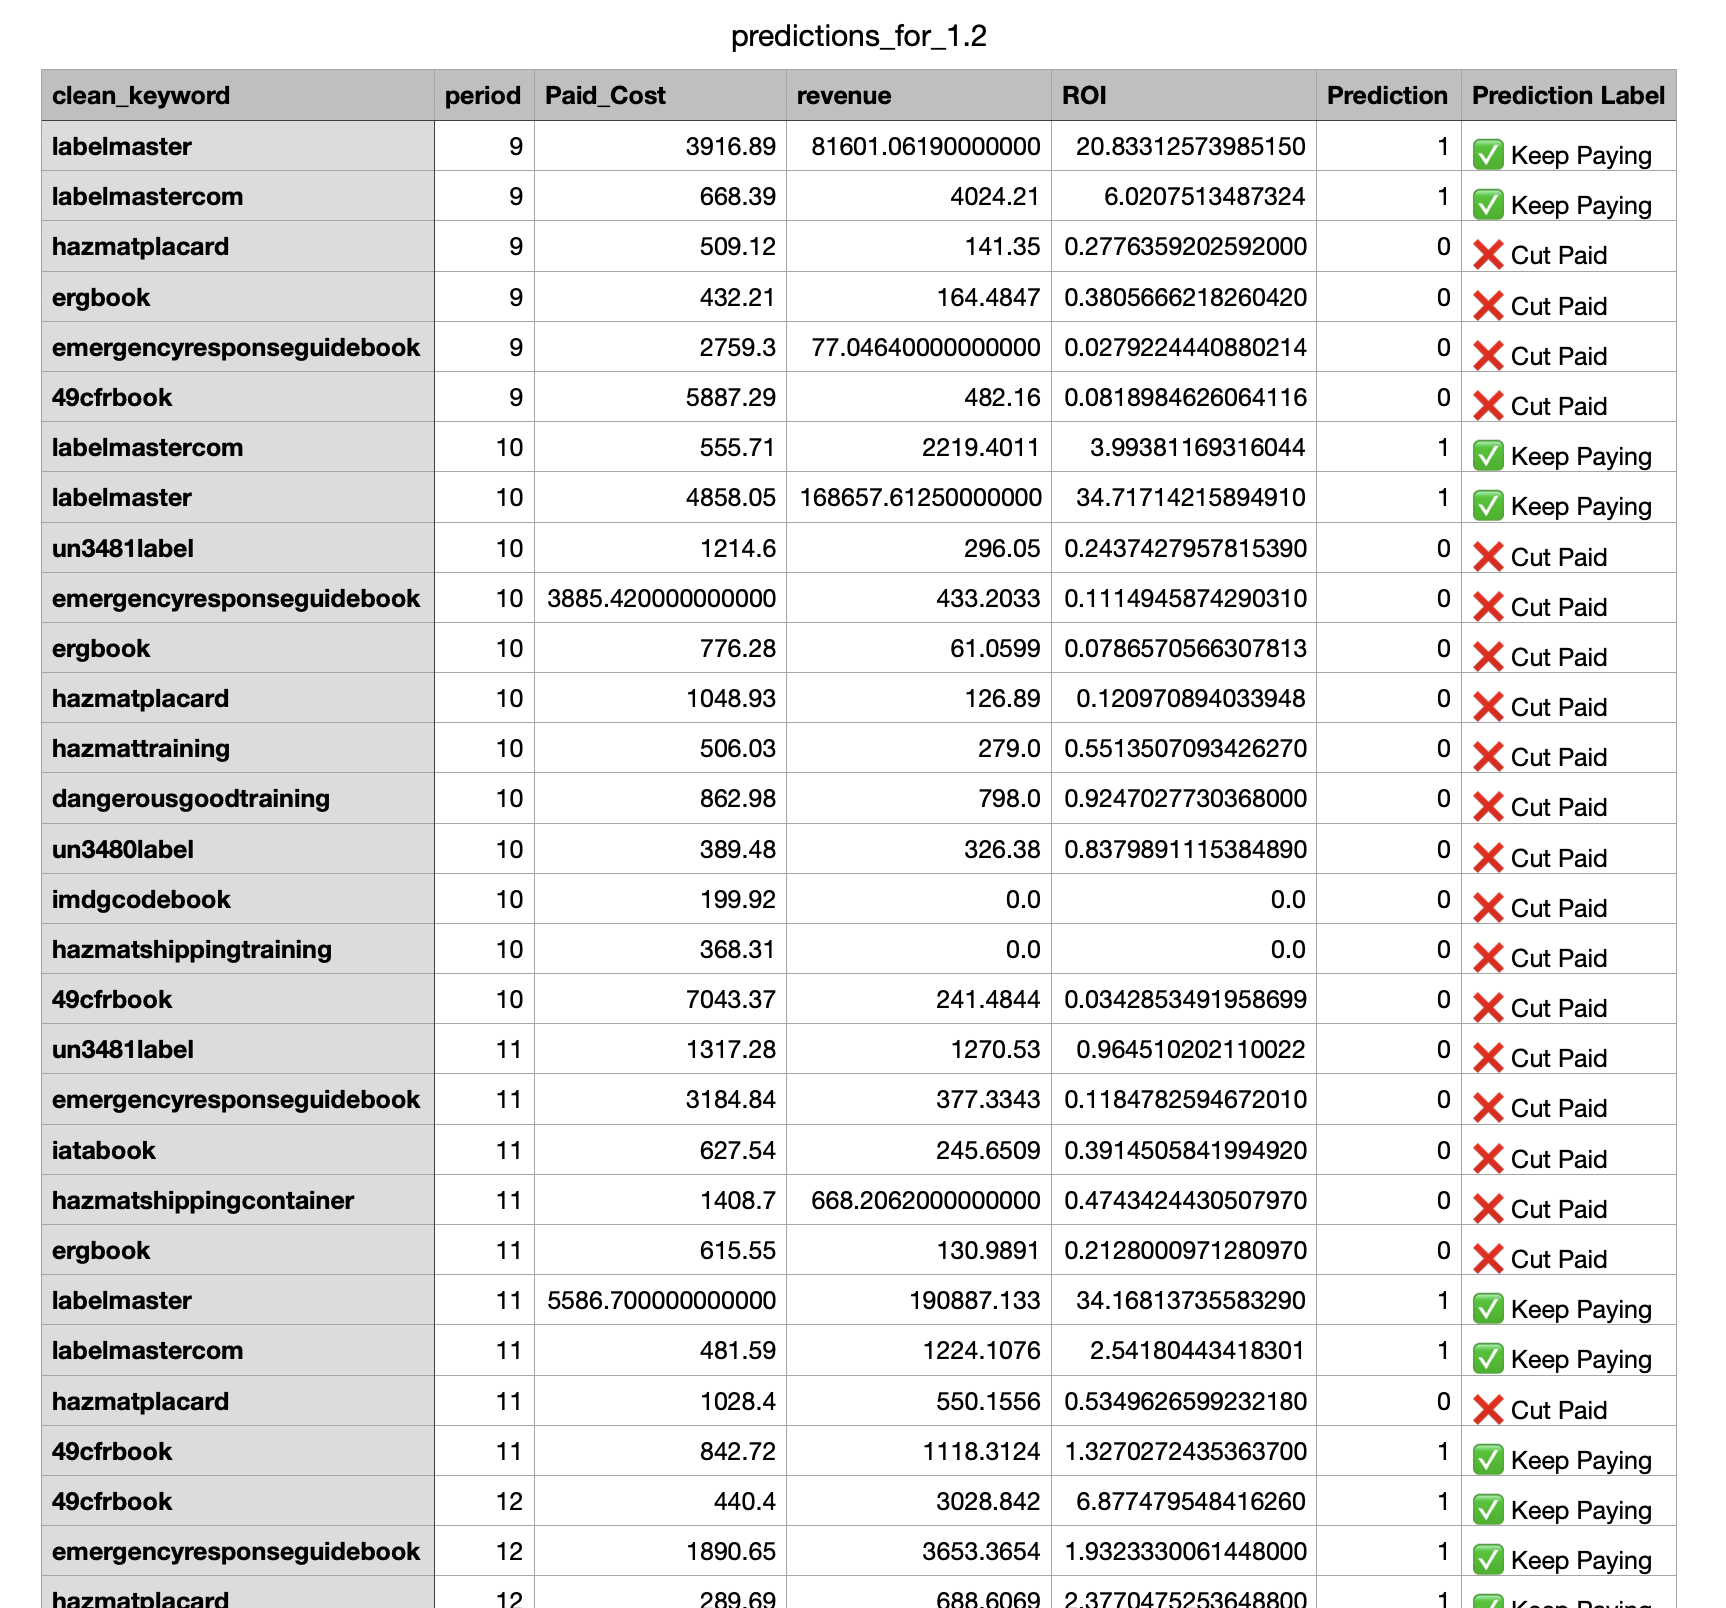 predictions_for_1.2
clean_keyword period Paid_Cost revenue ROI Prediction Prediction Label
labelmaster 9 3916.89 81601.06190000000 20.83312573985150 1 ✅ Keep Paying
labelmastercom 9 668.39 4024.21 6.0207513487324 1 ✅ Keep Paying
hazmatplacard 9 509.12 141.35 0.2776359202592000 0 ❌ Cut Paid
ergbook 9 432.21 164.4847 0.3805666218260420 0 ❌ Cut Paid
emergencyresponseguidebook 9 2759.3 77.04640000000000 0.0279224440880214 0 ❌ Cut Paid
49cfrbook 9 5887.29 482.16 0.0818984626064116 0 ❌ Cut Paid
labelmastercom 10 555.71 2219.4011 3.99381169316044 1 ✅ Keep Paying
labelmaster 10 4858.05 168657.61250000000 34.71714215894910 1 ✅ Keep Paying
un3481label 10 1214.6 296.05 0.2437427957815390 0 ❌ Cut Paid
emergencyresponseguidebook 10 3885.420000000000 433.2033 0.1114945874290310 0 ❌ Cut Paid
ergbook 10 776.28 61.0599 0.0786570566307813 0 ❌ Cut Paid
hazmatplacard 10 1048.93 126.89 0.120970894033948 0 ❌ Cut Paid
hazmattraining 10 506.03 279.0 0.5513507093426270 0 ❌ Cut Paid
dangerousgoodtraining 10 862.98 798.0 0.9247027730368000 0 ❌ Cut Paid
un3480label 10 389.48 326.38 0.8379891115384890 0 ❌ Cut Paid
imdgcodebook 10 199.92 0.0 0.0 0 ❌ Cut Paid
hazmatshippingtraining 10 368.31 0.0 0.0 0 ❌ Cut Paid
49cfrbook 10 7043.37 241.4844 0.0342853491958699 0 ❌ Cut Paid
un3481label 11 1317.28 1270.53 0.964510202110022 0 ❌ Cut Paid
emergencyresponseguidebook 11 3184.84 377.3343 0.1184782594672010 0 ❌ Cut Paid
iatabook 11 627.54 245.6509 0.3914505841994920 0 ❌ Cut Paid
hazmatshippingcontainer 11 1408.7 668.2062000000000 0.4743424430507970 0 ❌ Cut Paid
ergbook 11 615.55 130.9891 0.2128000971280970 0 ❌ Cut Paid
labelmaster 11 5586.700000000000 190887.133 34.16813735583290 1 ✅ Keep Paying
labelmastercom 11 481.59 1224.1076 2.54180443418301 1 ✅ Keep Paying
hazmatplacard 11 1028.4 550.1556 0.5349626599232180 0 ❌ Cut Paid
49cfrbook 11 842.72 1118.3124 1.3270272435363700 1 ✅ Keep Paying
49cfrbook 12 440.4 3028.842 6.877479548416260 1 ✅ Keep Paying
emergencyresponseguidebook 12 1890.65 3653.3654 1.9323330061448000 1 ✅ Keep Paying
hazmatplacard 12 289.69 688.6069 2.3770475253648800 1 ✅ Keep Paying